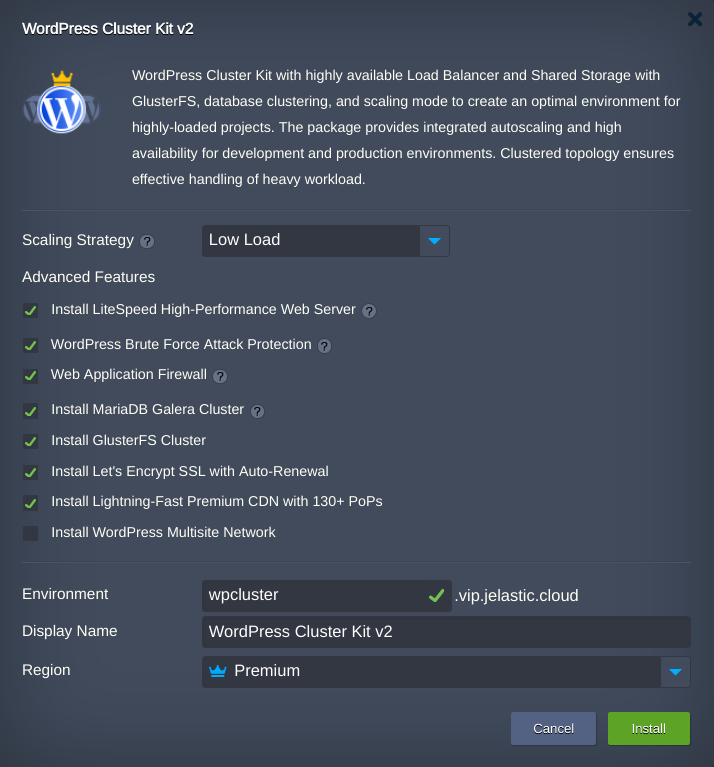 WordPress Cluster Kit v2
WordPress Cluster Kit with highly available Load Balancer and Shared Storage with
GlusterFS, database clustering, and scaling mode to create an optimal environment for
highly-loaded projects. The package provides integrated autoscaling and high
availability for development and production environments. Clustered topology ensures
effective handling of heavy workload.
Scaling Strategy ? Low Load
Advanced Features
Install LiteSpeed High-Performance Web Server ?
WordPress Brute Force Attack Protection ?
Web Application Firewall ?
Install MariaDB Galera Cluster ?
Install GlusterFS Cluster
Install Let's Encrypt SSL with Auto-Renewal
Install Lightning-Fast Premium CDN with 130+ PoPs
Install WordPress Multisite Network
Environment wpcluster .vip.jelastic.cloud
Display Name WordPress Cluster Kit v2
Region Premium
Cancel Install